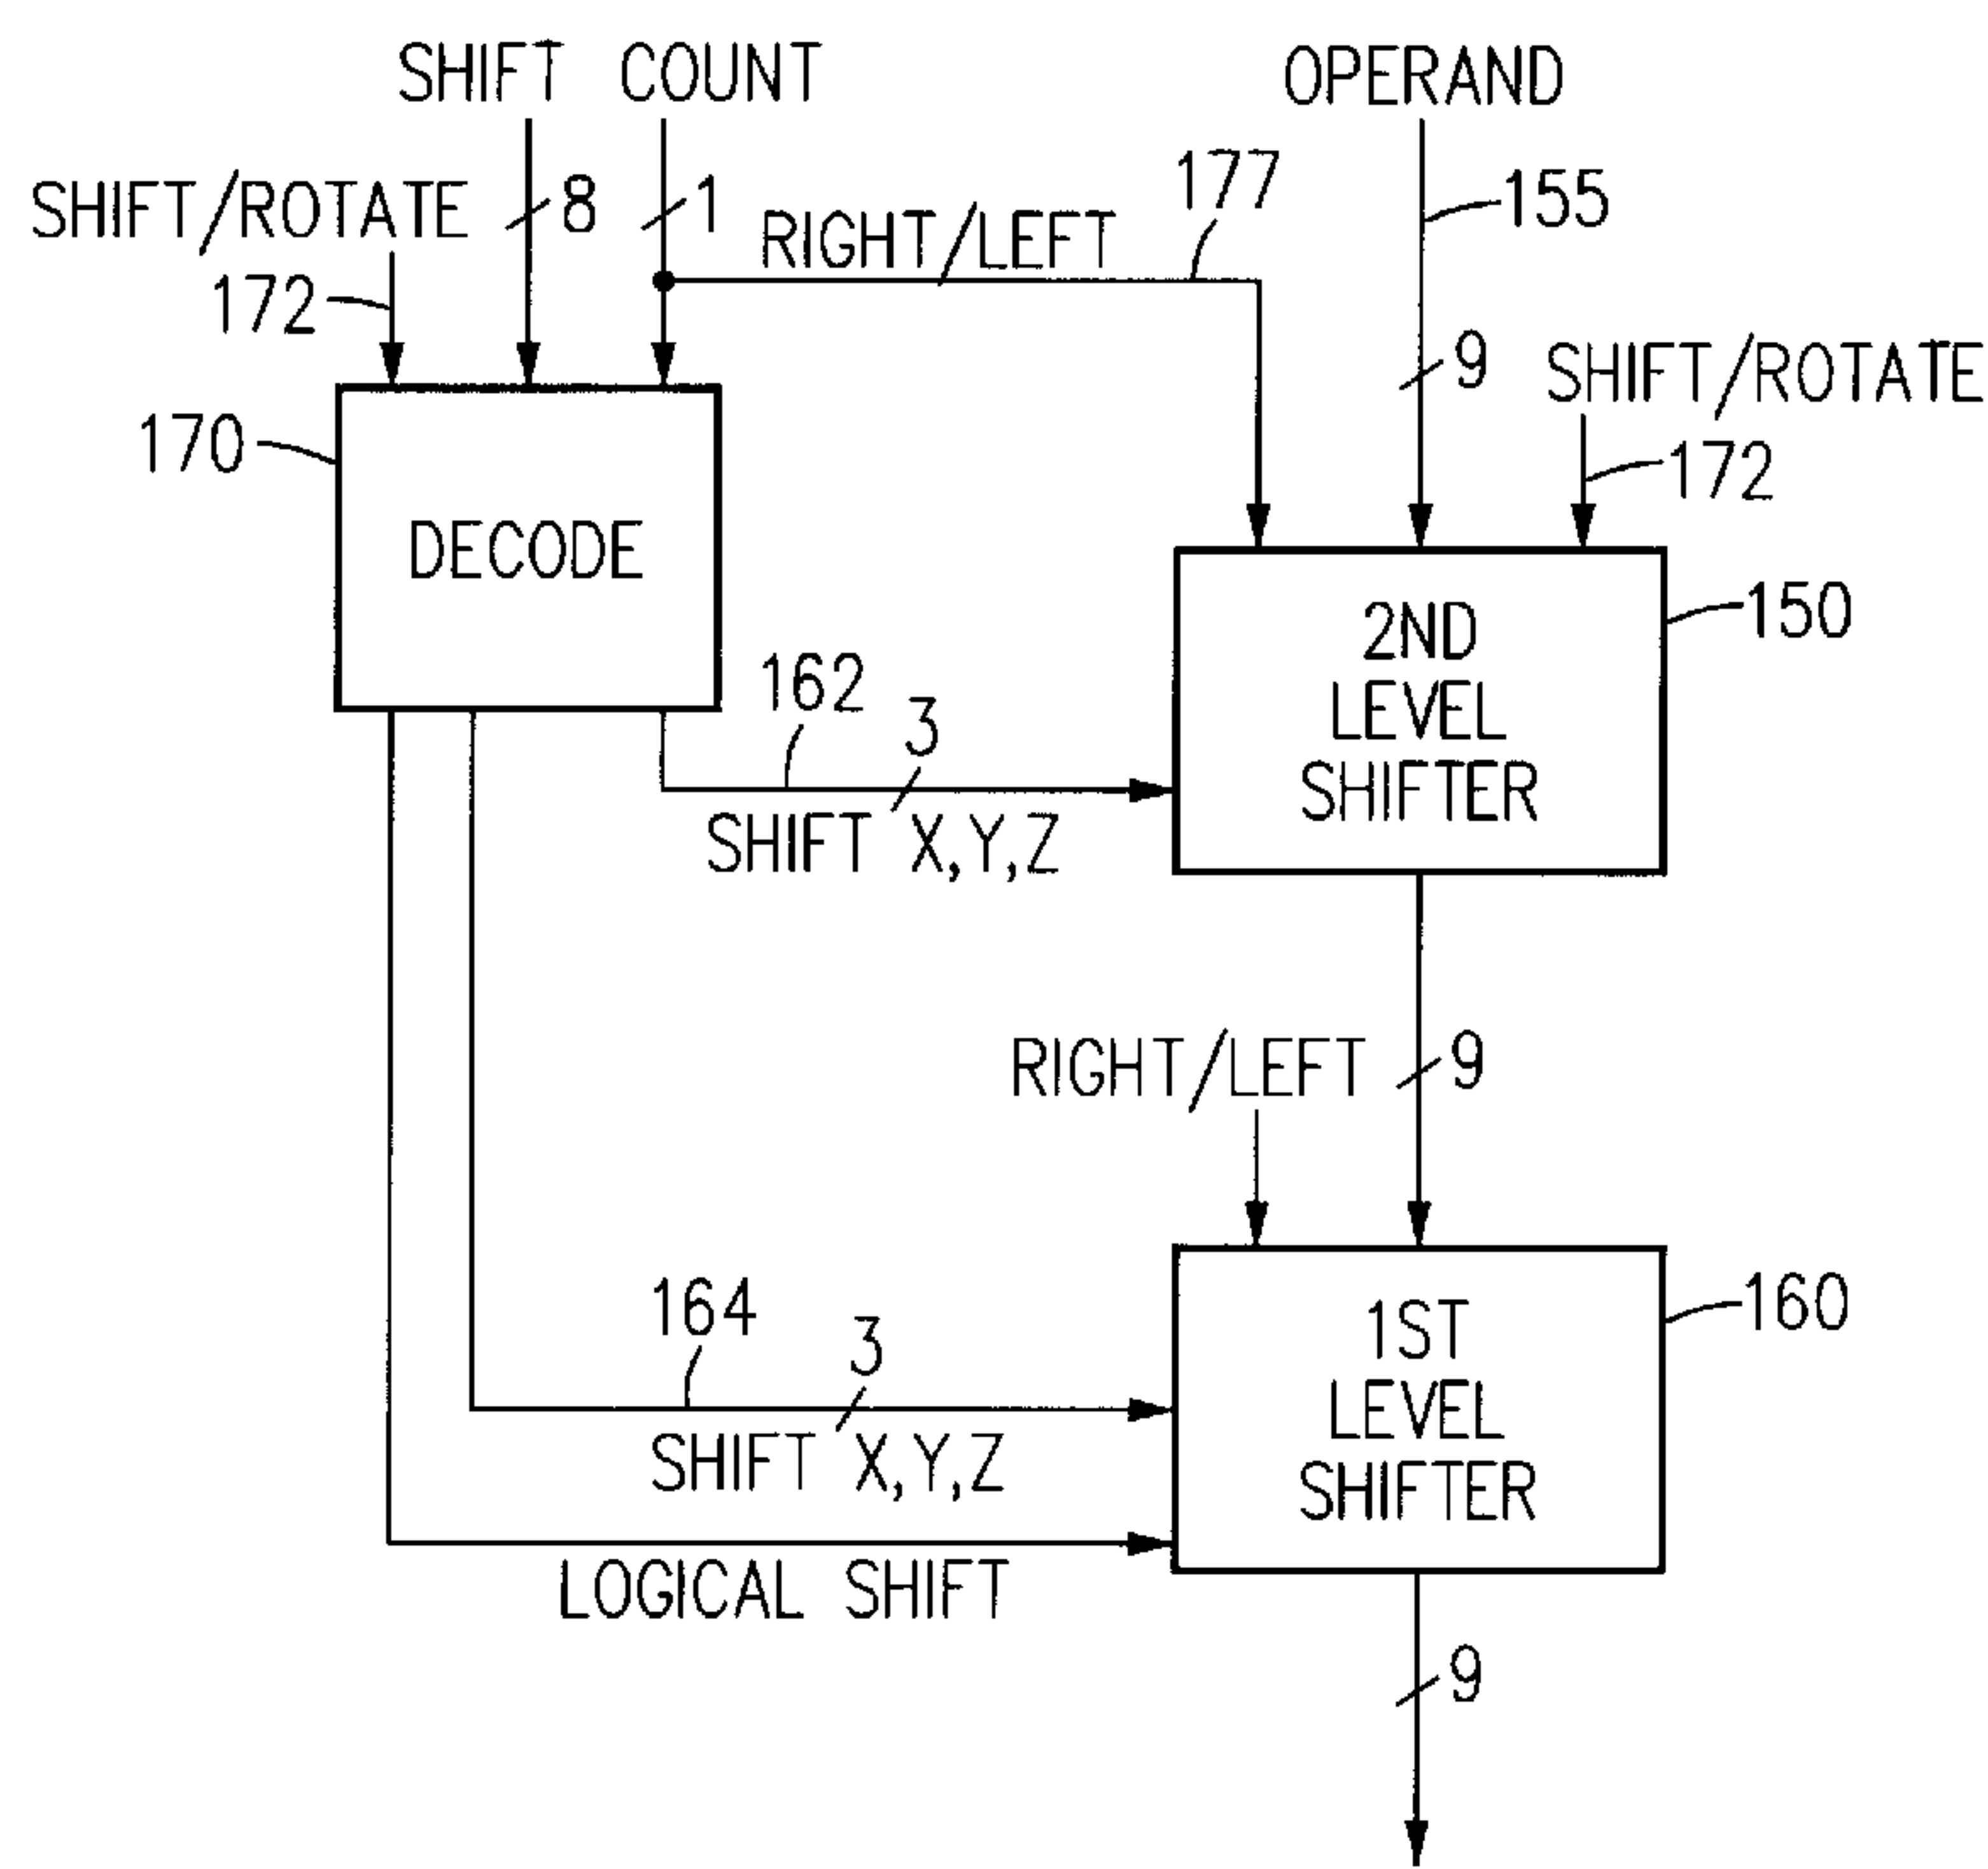 SHIFT COUNT
OPERAND
SHIFT/ROTATE
8
1
RIGHT/LEFT
177
155
172
9
SHIFT/ROTATE
172
170
DECODE
2ND
LEVEL
SHIFTER
150
162
3
SHIFT X,Y,Z
RIGHT/LEFT
9
164
3
SHIFT X,Y,Z
1ST
LEVEL
SHIFTER
160
LOGICAL SHIFT
9